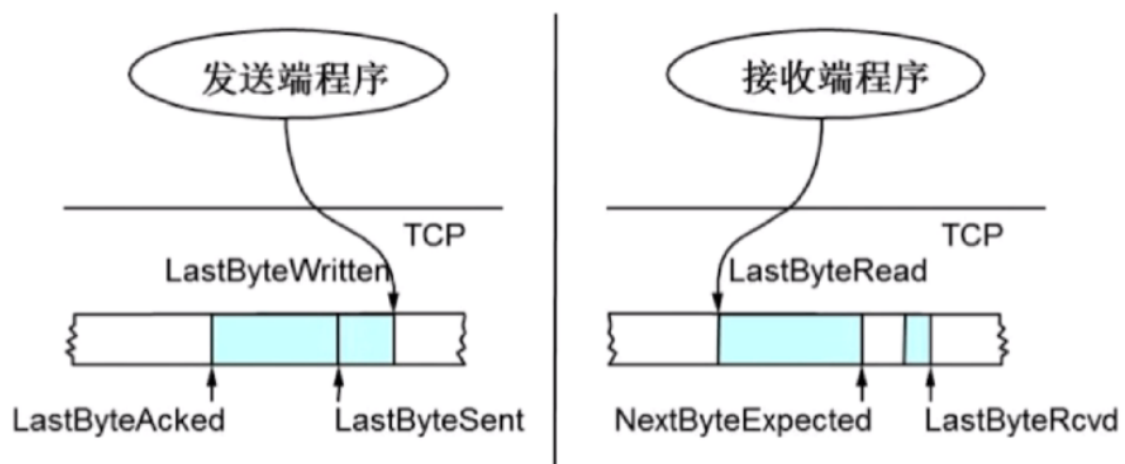 发送端程序
TCP
LastByteWritten
LastByteAcked
LastByteSent
接收端程序
TCP
LastByteRead
NextByteExpected
LastByteRcvd